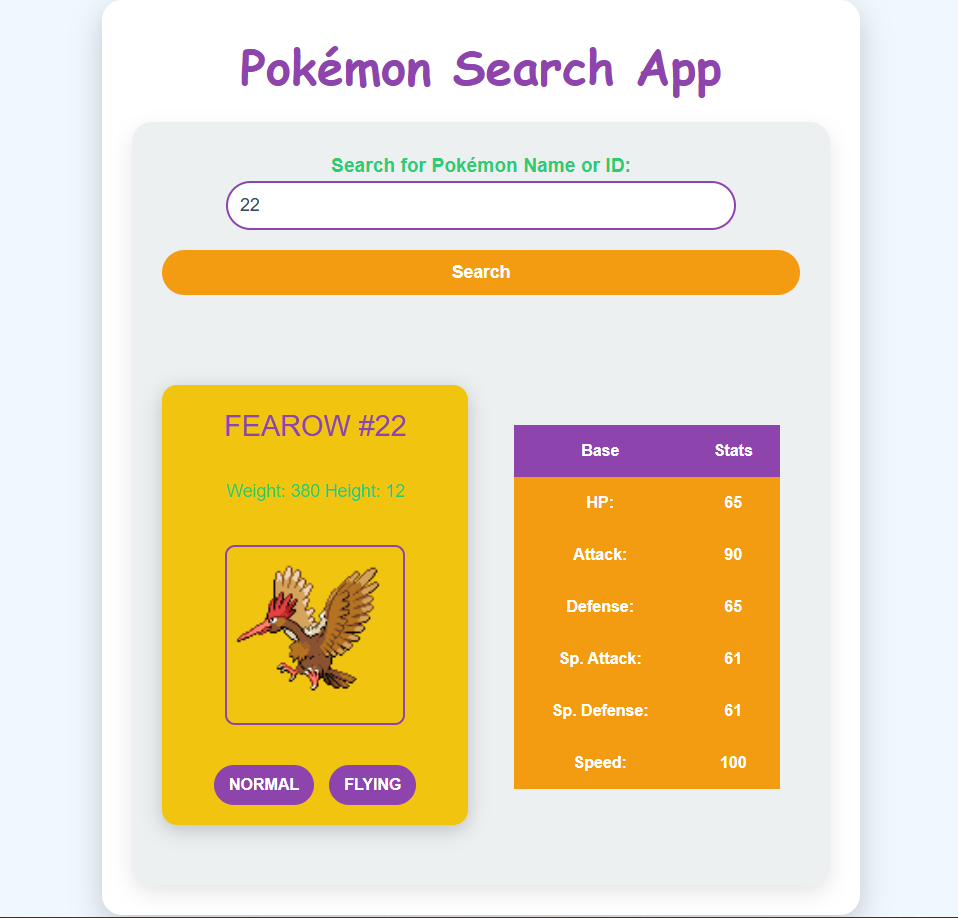 Pokémon Search App
Search for Pokémon Name or ID:
22
Search
FEAROW #22
Weight: 380 Height: 12
NORMAL FLYING
Base Stats
HP: 65
Attack: 90
Defense: 65
Sp. Attack: 61
Sp. Defense: 61
Speed: 100